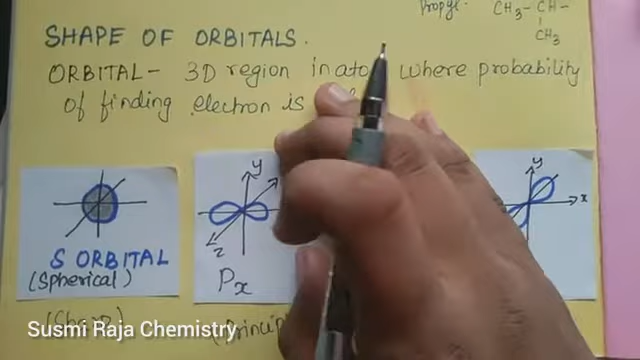 Propyl- CH3-CH-
CH3
SHAPE OF ORBITALS.
ORBITAL- 3D region in where probability
of finding electron is
y
z
Px
y
x
S ORBITAL
(Spherical)
Susmi Raja Chemistry